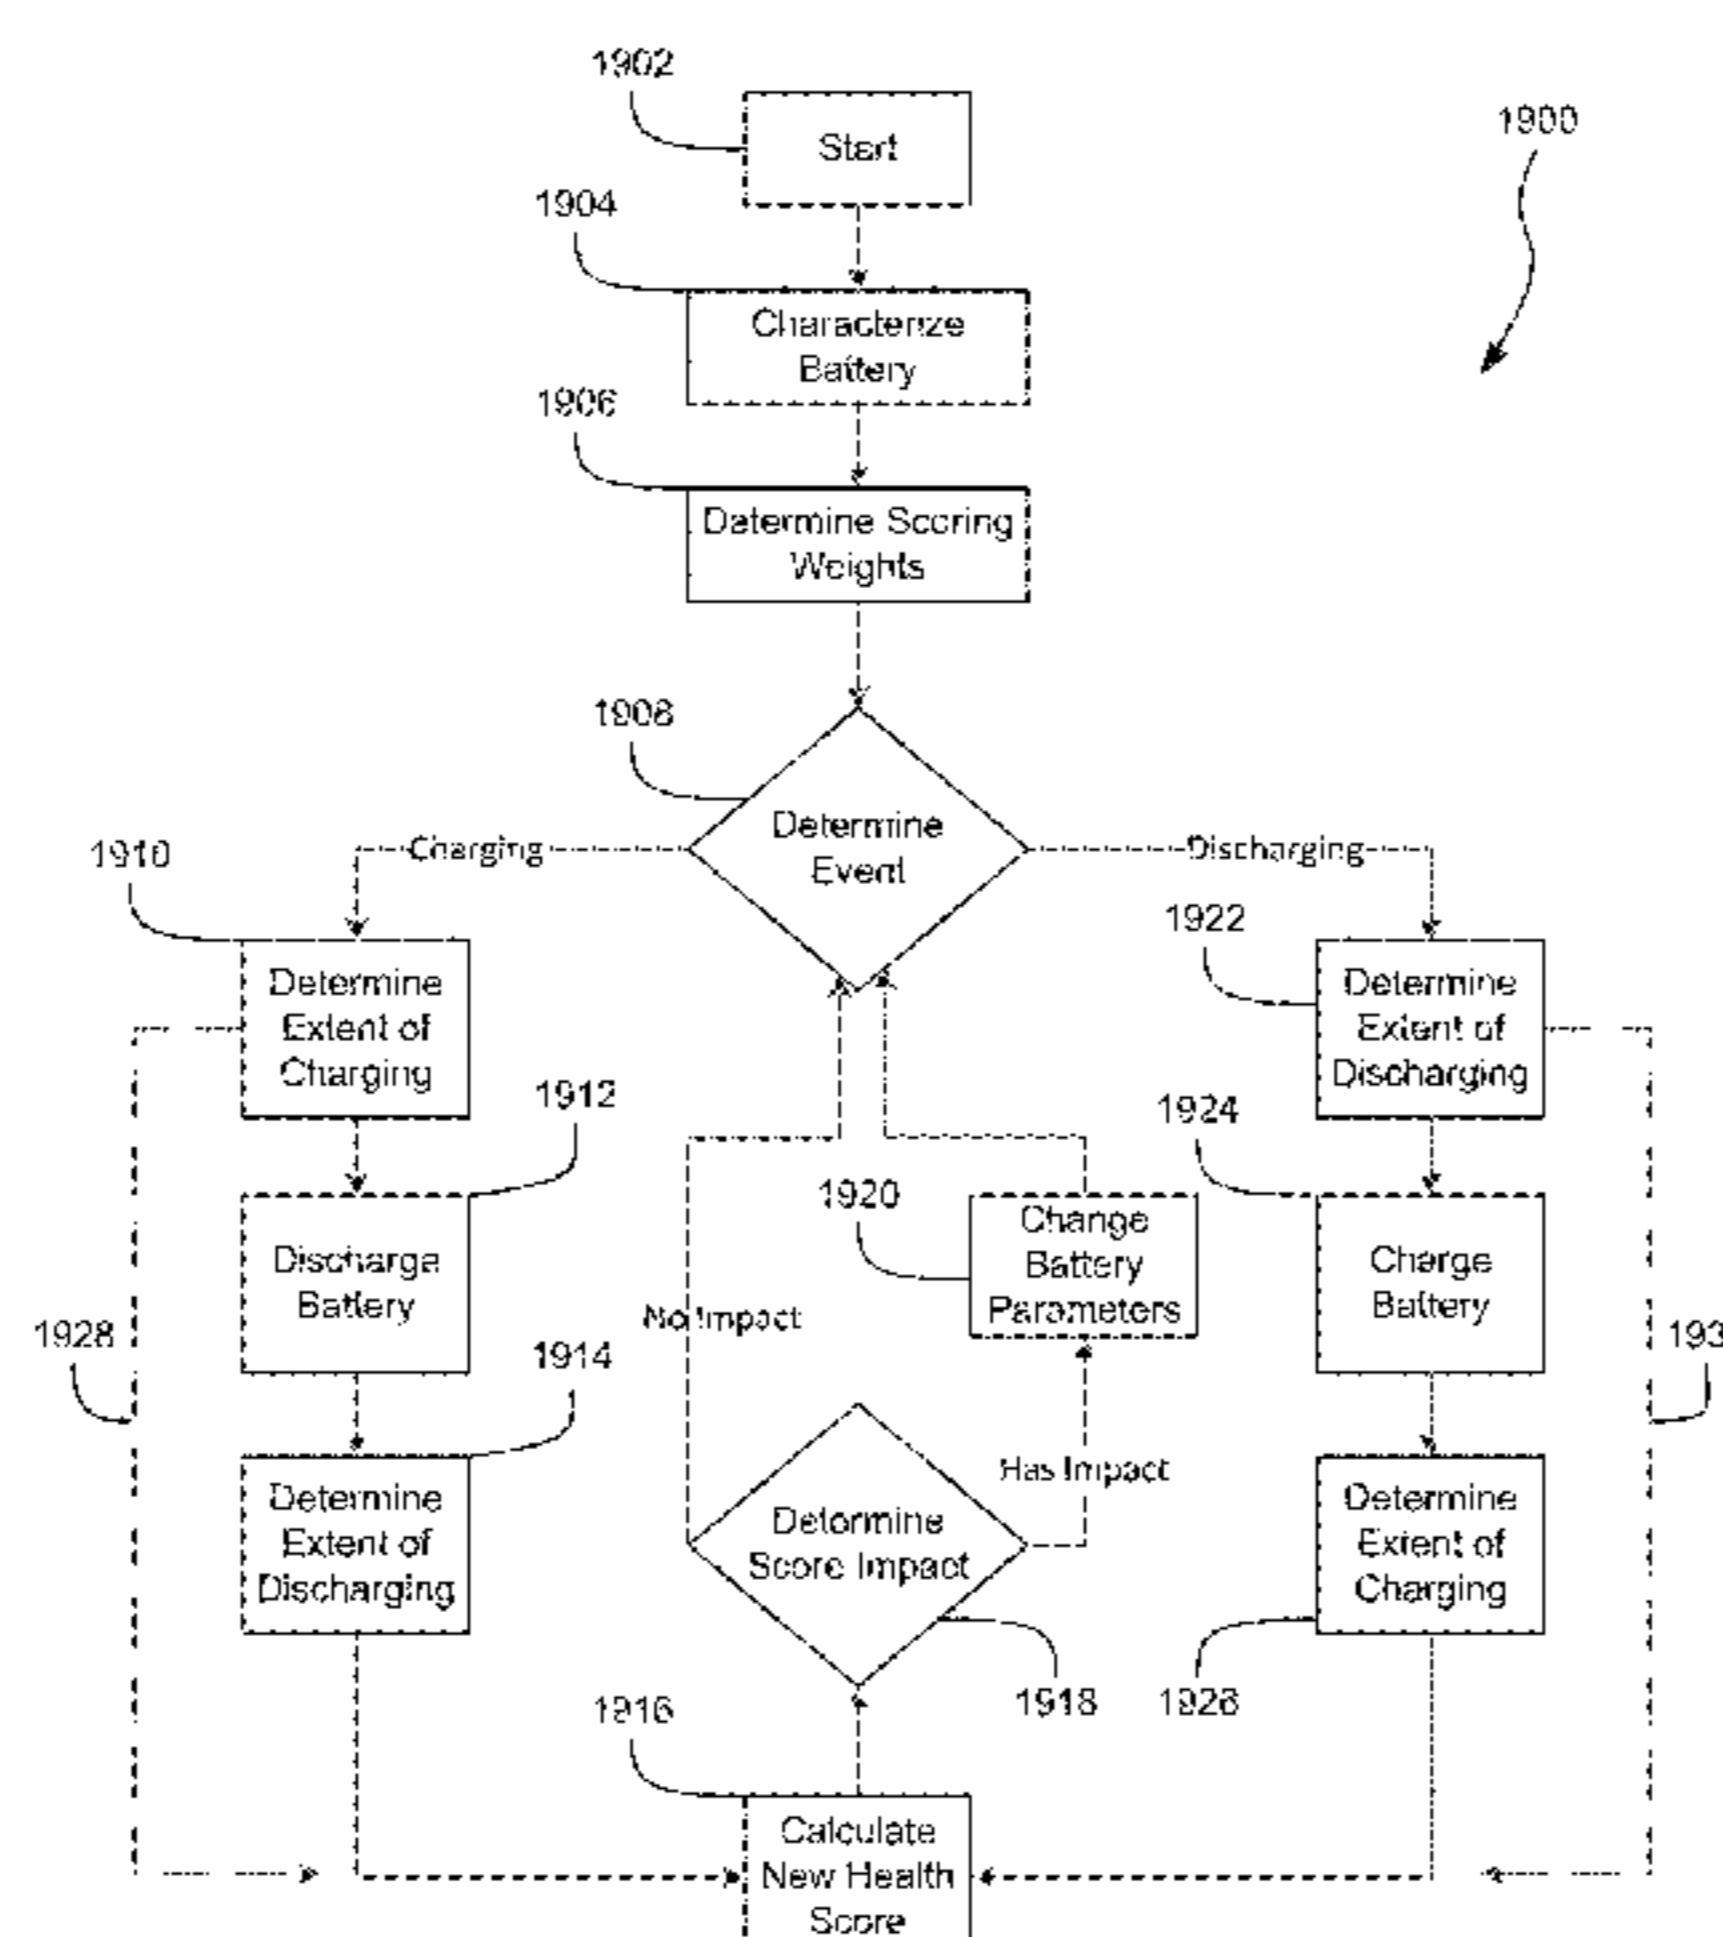 1902
Start
1900
1904
Characterize
Battery
1906
Determine Scoring
Weights
1908
Determine
Event
Charging
Discharging
1910
1922
Determine
Extent of
Charging
Determine
Extent of
Discharging
1912
1924
1920
Discharge
Battery
Change
Battery
Parameters
Charge
Battery
No Impact
1928
193
1914
Has Impact
Determine
Extent of
Discharging
Determine
Score Impact
Determine
Extent of
Charging
1916
1918
1926
Calculate
New Health
Score